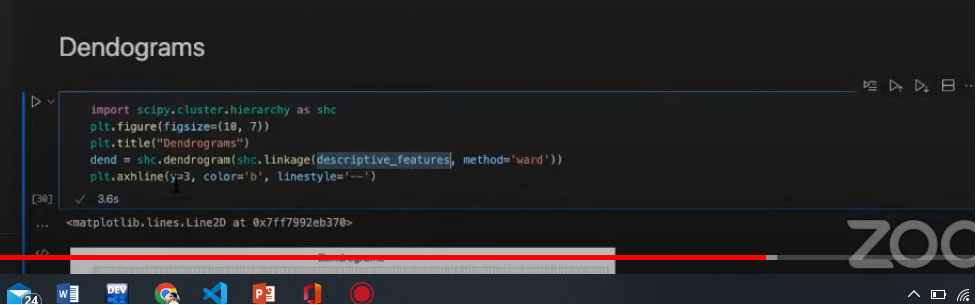 Dendograms
import scipy.cluster.hierarchy as shc
plt.figure(figsize=(10, 7))
plt.title("Dendrograms")
dend = shc.dendrogram(shc.linkage(descriptive_features, method='ward'))
plt.axhline(y=3, color='b', linestyle='--')
[30]
3.6s
...
<matplotlib.lines.Line2D at 0x7ff7992eb370>
Dendrograms
ZOO
24
DEV